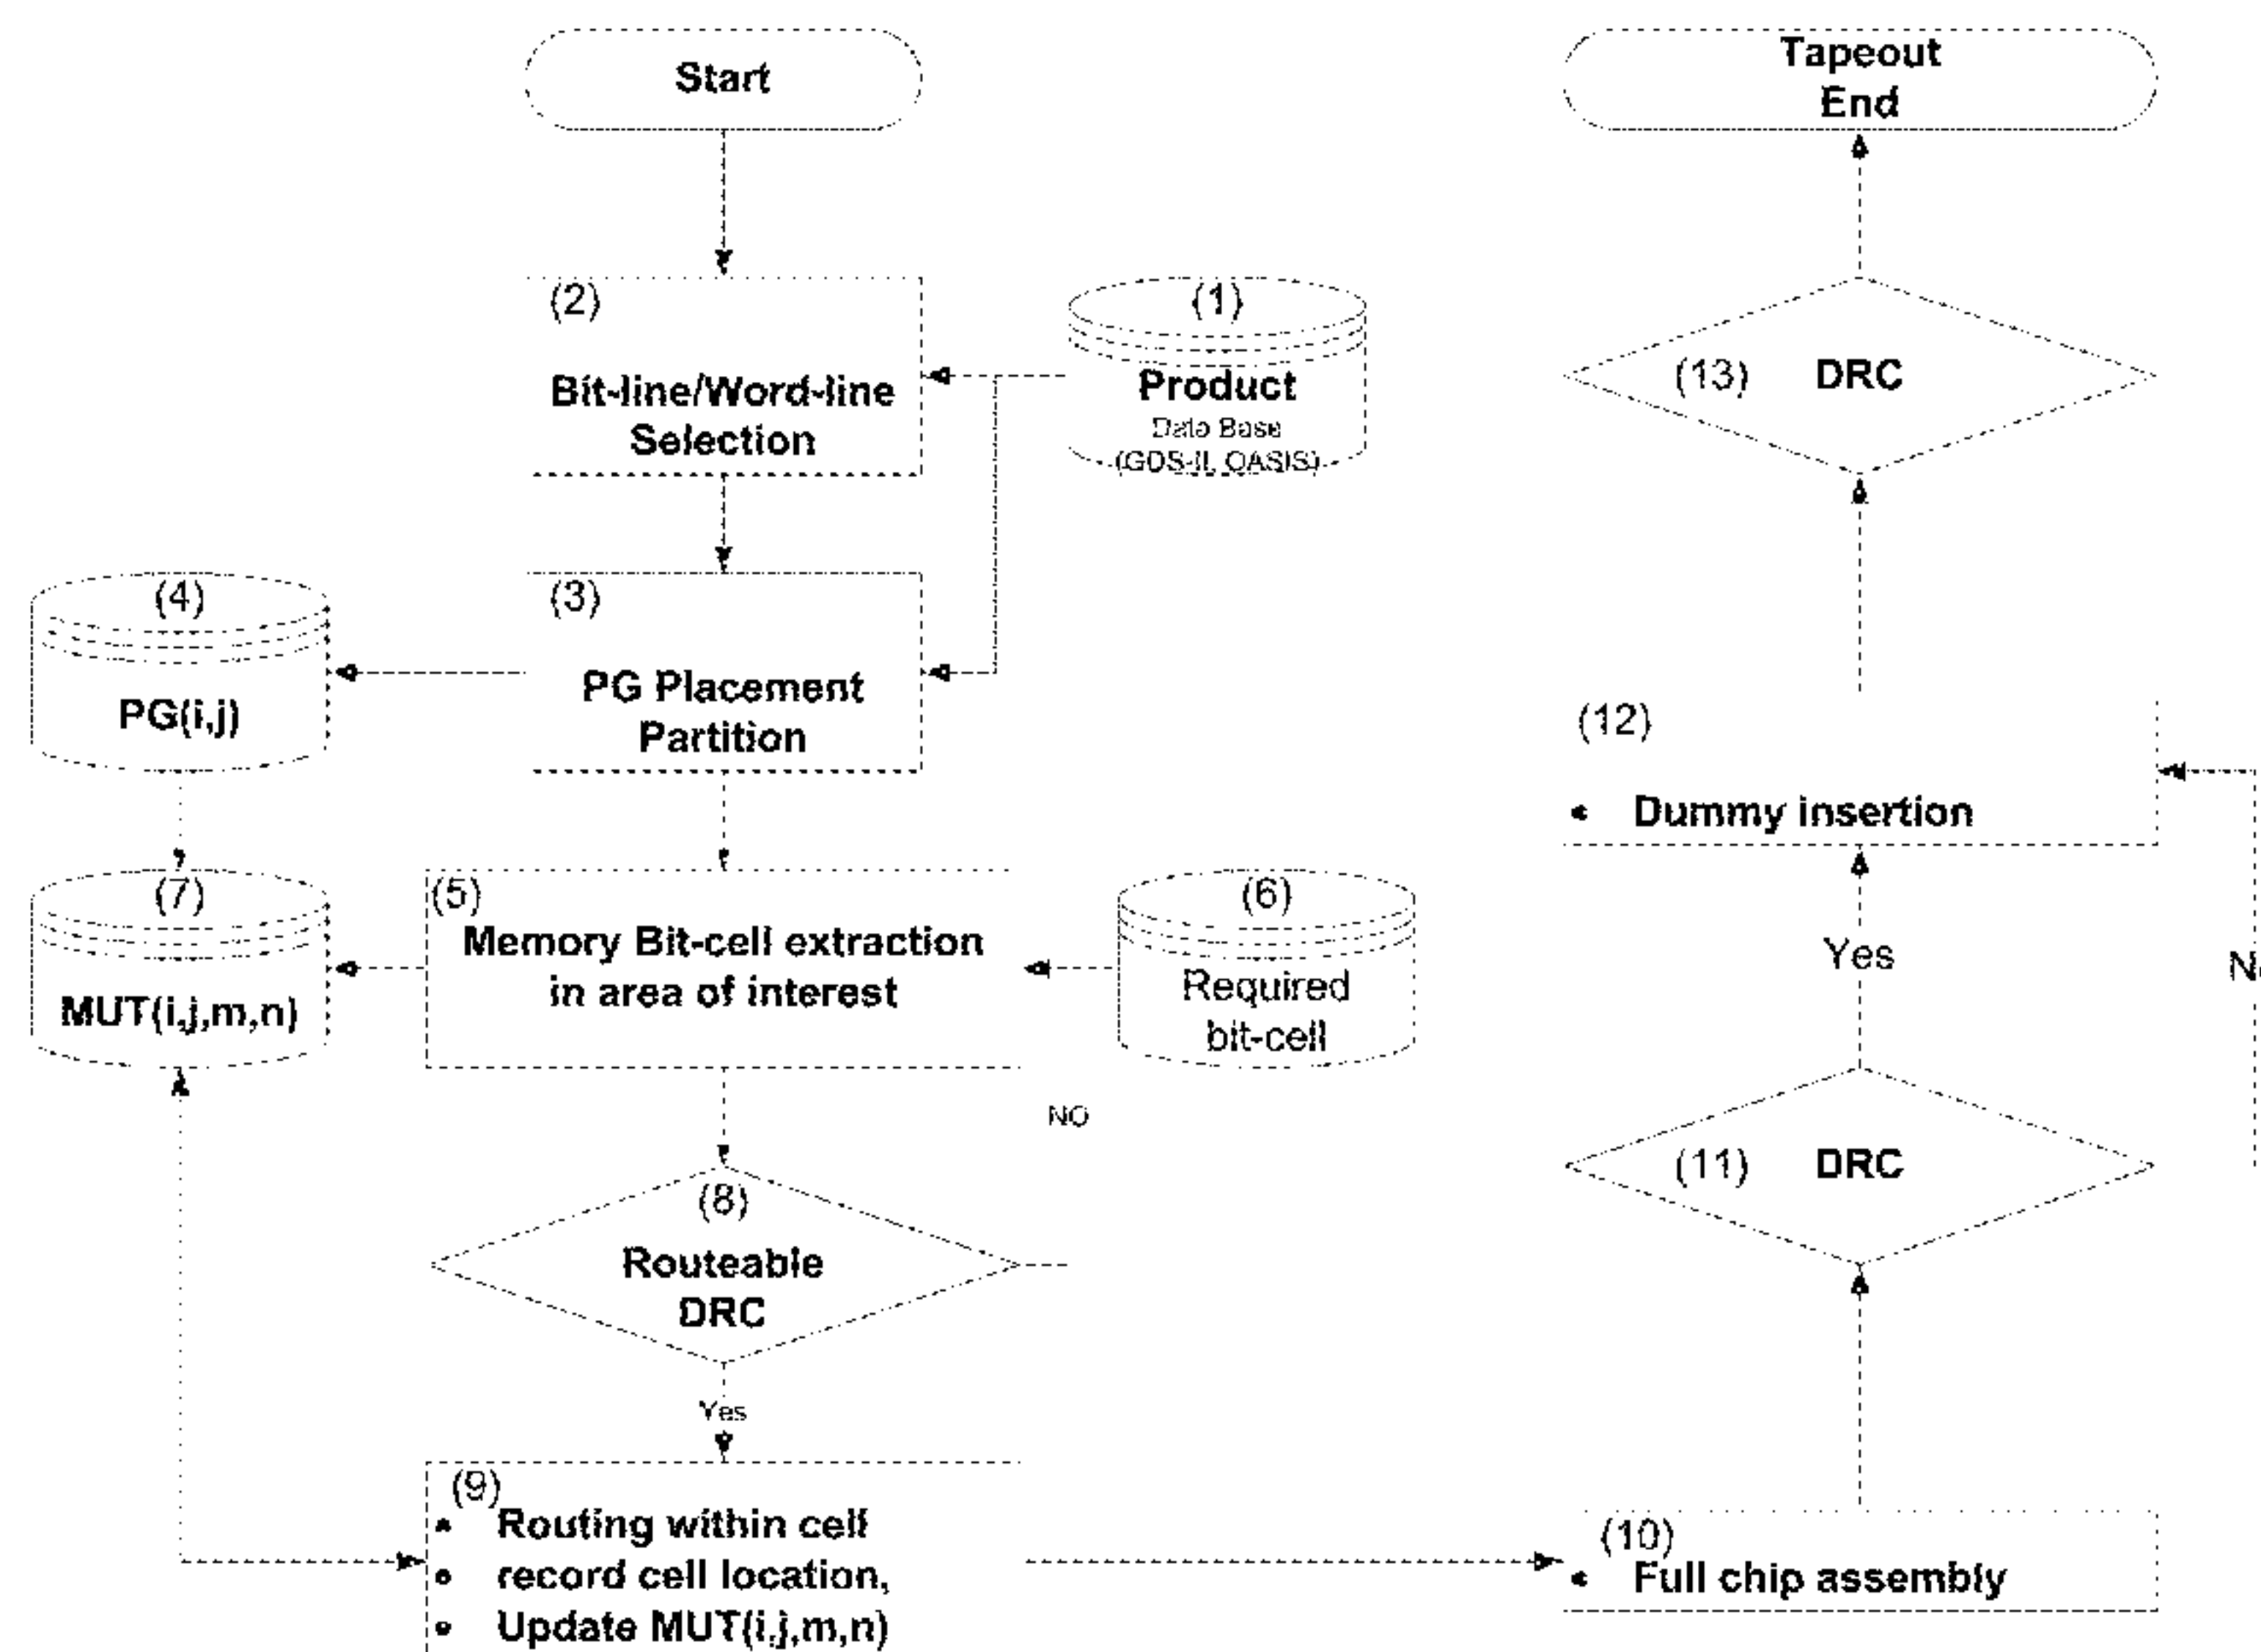 Start
(2)
Bit-line/Word-line
Selection
(1)
Product
Data Base
(GDS-II, OASIS)
(3)
PG Placement
Partition
(4)
PG(i,j)
(5)
Memory Bit-cell extraction
in area of interest
(6)
Required
bit-cell
(7)
MUT(i,j,m,n)
NO
(8)
Routeable
DRC
Yes
(9)
• Routing within cell
• record cell location,
• Update MUT(i,j,m,n)
(10)
• Full chip assembly
(11) DRC
Yes
(12)
• Dummy insertion
(13) DRC
Tapeout
End